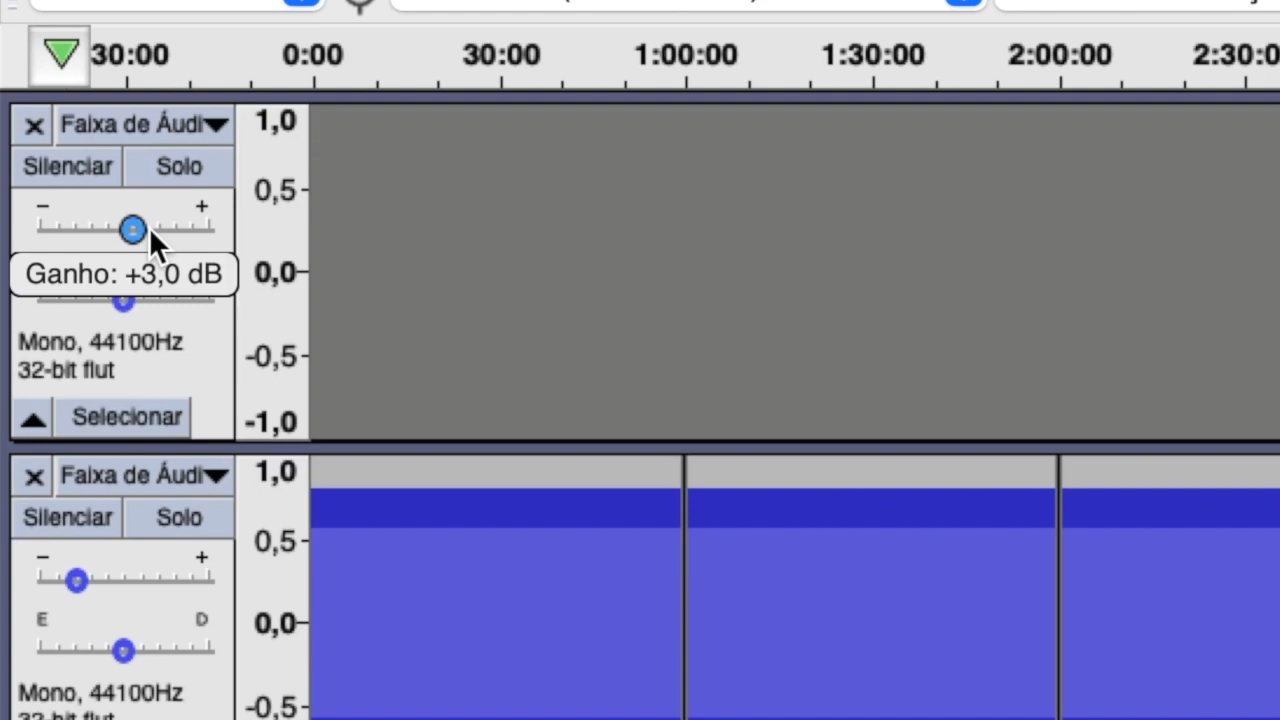 30:00 0:00 30:00 1:00:00 1:30:00 2:00:00
× Faixa de Áudi
Silenciar Solo
- +
Ganho: +3,0 dB
Mono, 44100Hz
32-bit flut
Selecionar
1,0
0,5
0,0
-0,5
-1,0
× Faixa de Áudi
Silenciar Solo
- +
E D
Mono, 44100Hz
1,0
0,5
0,0
-0,5